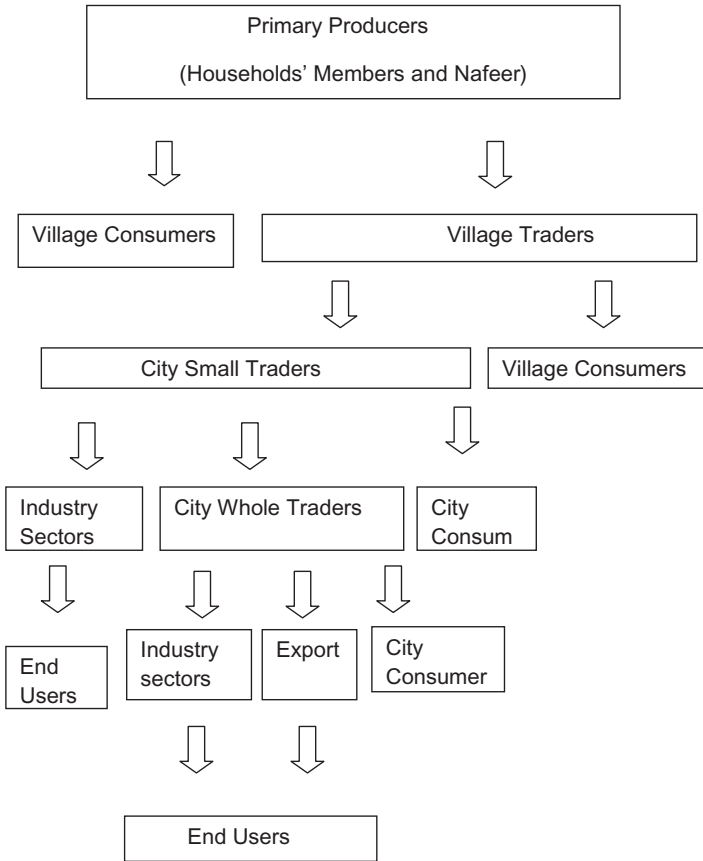 Primary Producers
(Households’ Members and Nafeer)
Village Consumers
Village Traders
City Small Traders
Village Consumers
Industry
Sectors
City Whole Traders
City
Consum
End
Users
Industry
sectors
Export
City
Consumer
End Users